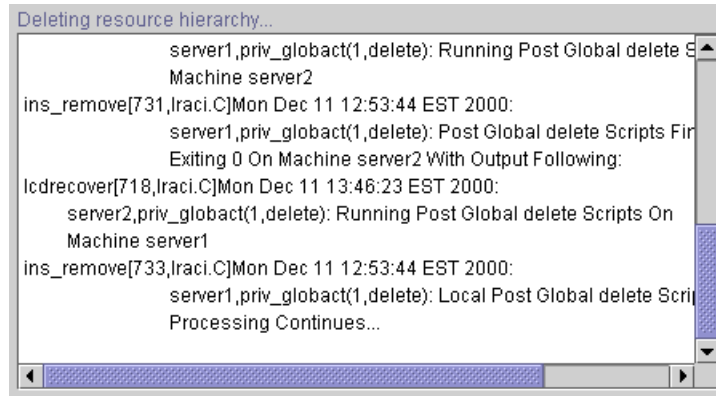 Deleting resource hierarchy...
server1,priv_globact(1,delete): Running Post Global delete S
Machine server2
ins_remove[731,lraci.C]Mon Dec 11 12:53:44 EST 2000:
server1,priv_globact(1,delete): Post Global delete Scripts Fin
Exiting 0 On Machine server2 With Output Following:
lcdrecover[718,lraci.C]Mon Dec 11 13:46:23 EST 2000:
server2,priv_globact(1,delete): Running Post Global delete Scripts On
Machine server1
ins_remove[733,lraci.C]Mon Dec 11 12:53:44 EST 2000:
server1,priv_globact(1,delete): Local Post Global delete Scrip
Processing Continues...